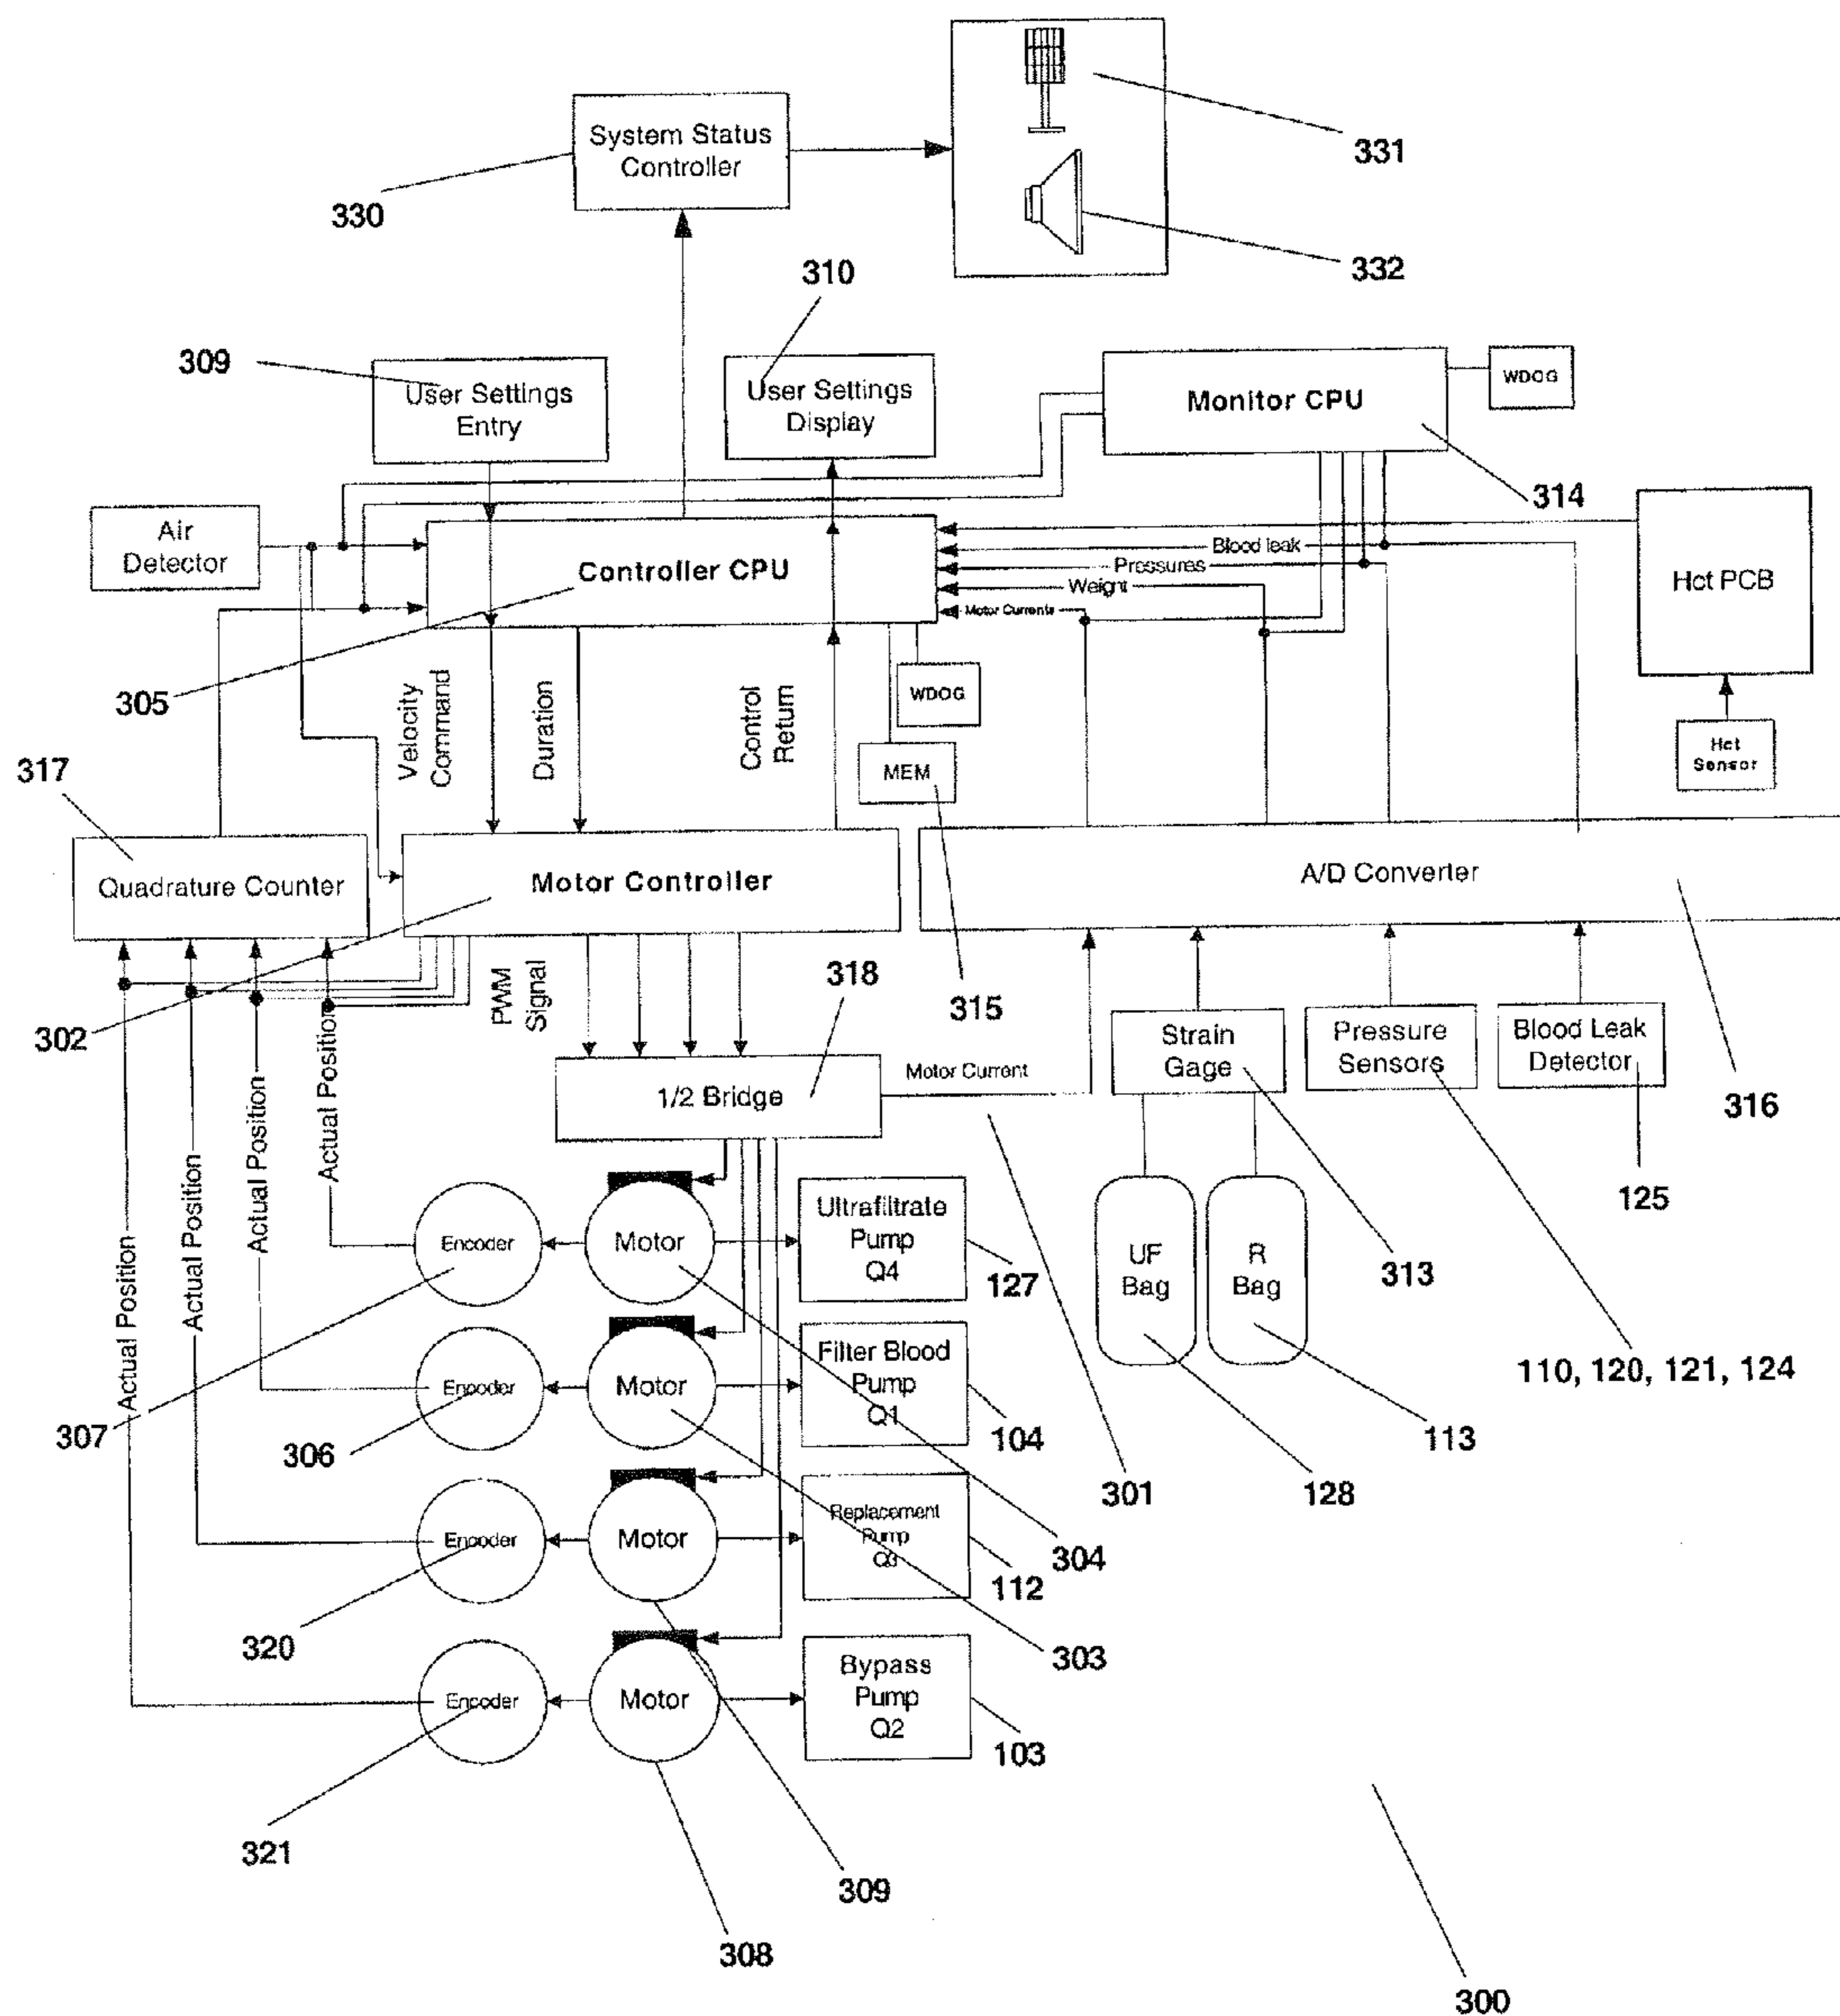 System Status
Controller
331
330
332
310
309
User Settings
Entry
User Settings
Display
Monitor CPU
WDOG
314
Air
Detector
Controller CPU
Blood leak
Pressures
Weight
Motor Currents
Hct PCB
305
Velocity
Command
Duration
Control
Return
WDOG
MEM
Hct
Sensor
317
Quadrature Counter
Motor Controller
A/D Converter
302
PWM
Signal
318
315
Strain
Gage
Pressure
Sensors
Blood Leak
Detector
316
1/2 Bridge
Motor Current
125
Actual Position
Actual Position
Actual Position
Actual Position
Encoder
Motor
Ultrafiltrate
Pump
Q4
127
UF
Bag
R
Bag
313
307
Encoder
306
Motor
Filter Blood
Pump
Q1
104
110, 120, 121, 124
113
128
301
Encoder
320
Motor
Replacement
Pump
Q3
112
304
303
Encoder
321
Motor
Bypass
Pump
Q2
103
309
308
300